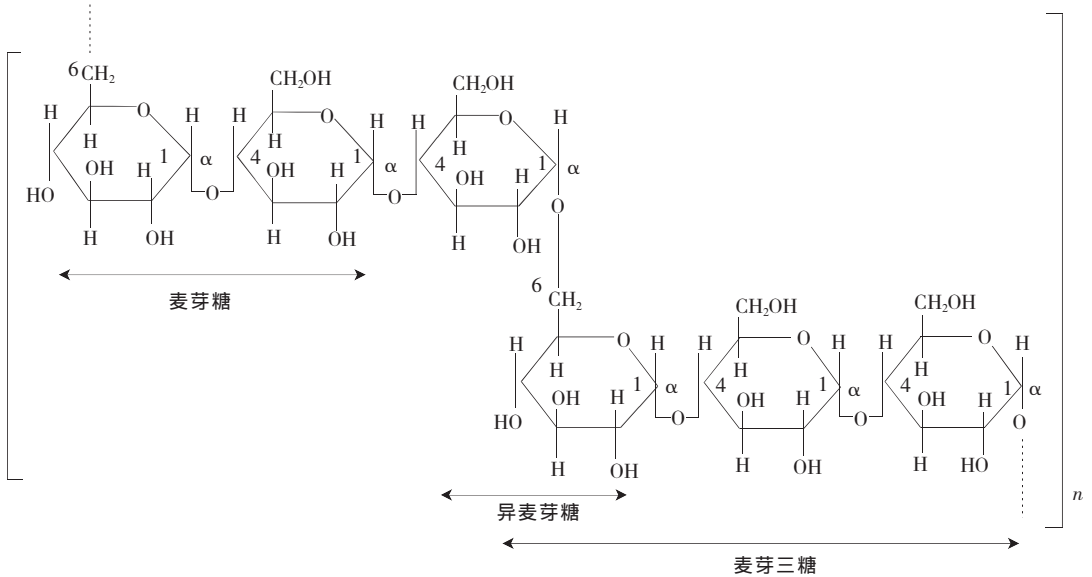 6CH₂ CH₂OH CH₂OH
H O H H O H H O H
H 1 α 4 H 1 α 4 H 1 α
OH H OH H OH H
HO O O O
H OH H OH H OH
麦芽糖
6 CH₂ CH₂OH CH₂OH
H O H H O H H O H
H 1 α 4 H 1 α 4 H 1 α
OH H OH H OH H
HO O O O
H OH H OH H HO
n
异麦芽糖
麦芽三糖